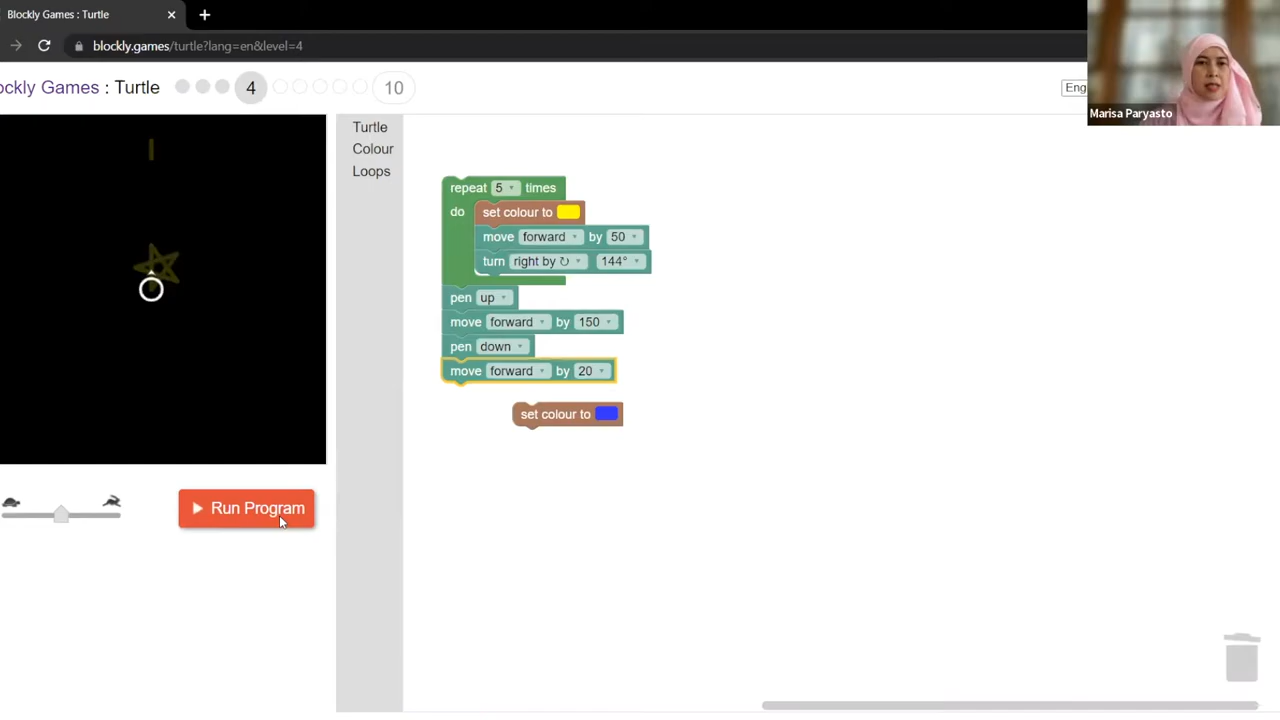 Blockly Games : Turtle
blockly.games/turtle?lang=en&level=4
ockly Games : Turtle
4
10
Eng
Marisa Paryasto
Turtle
Colour
Loops
repeat 5 times
do
set colour to
move forward by 50
turn right by ↻ 144°
pen up
move forward by 150
pen down
move forward by 20
set colour to
Run Program